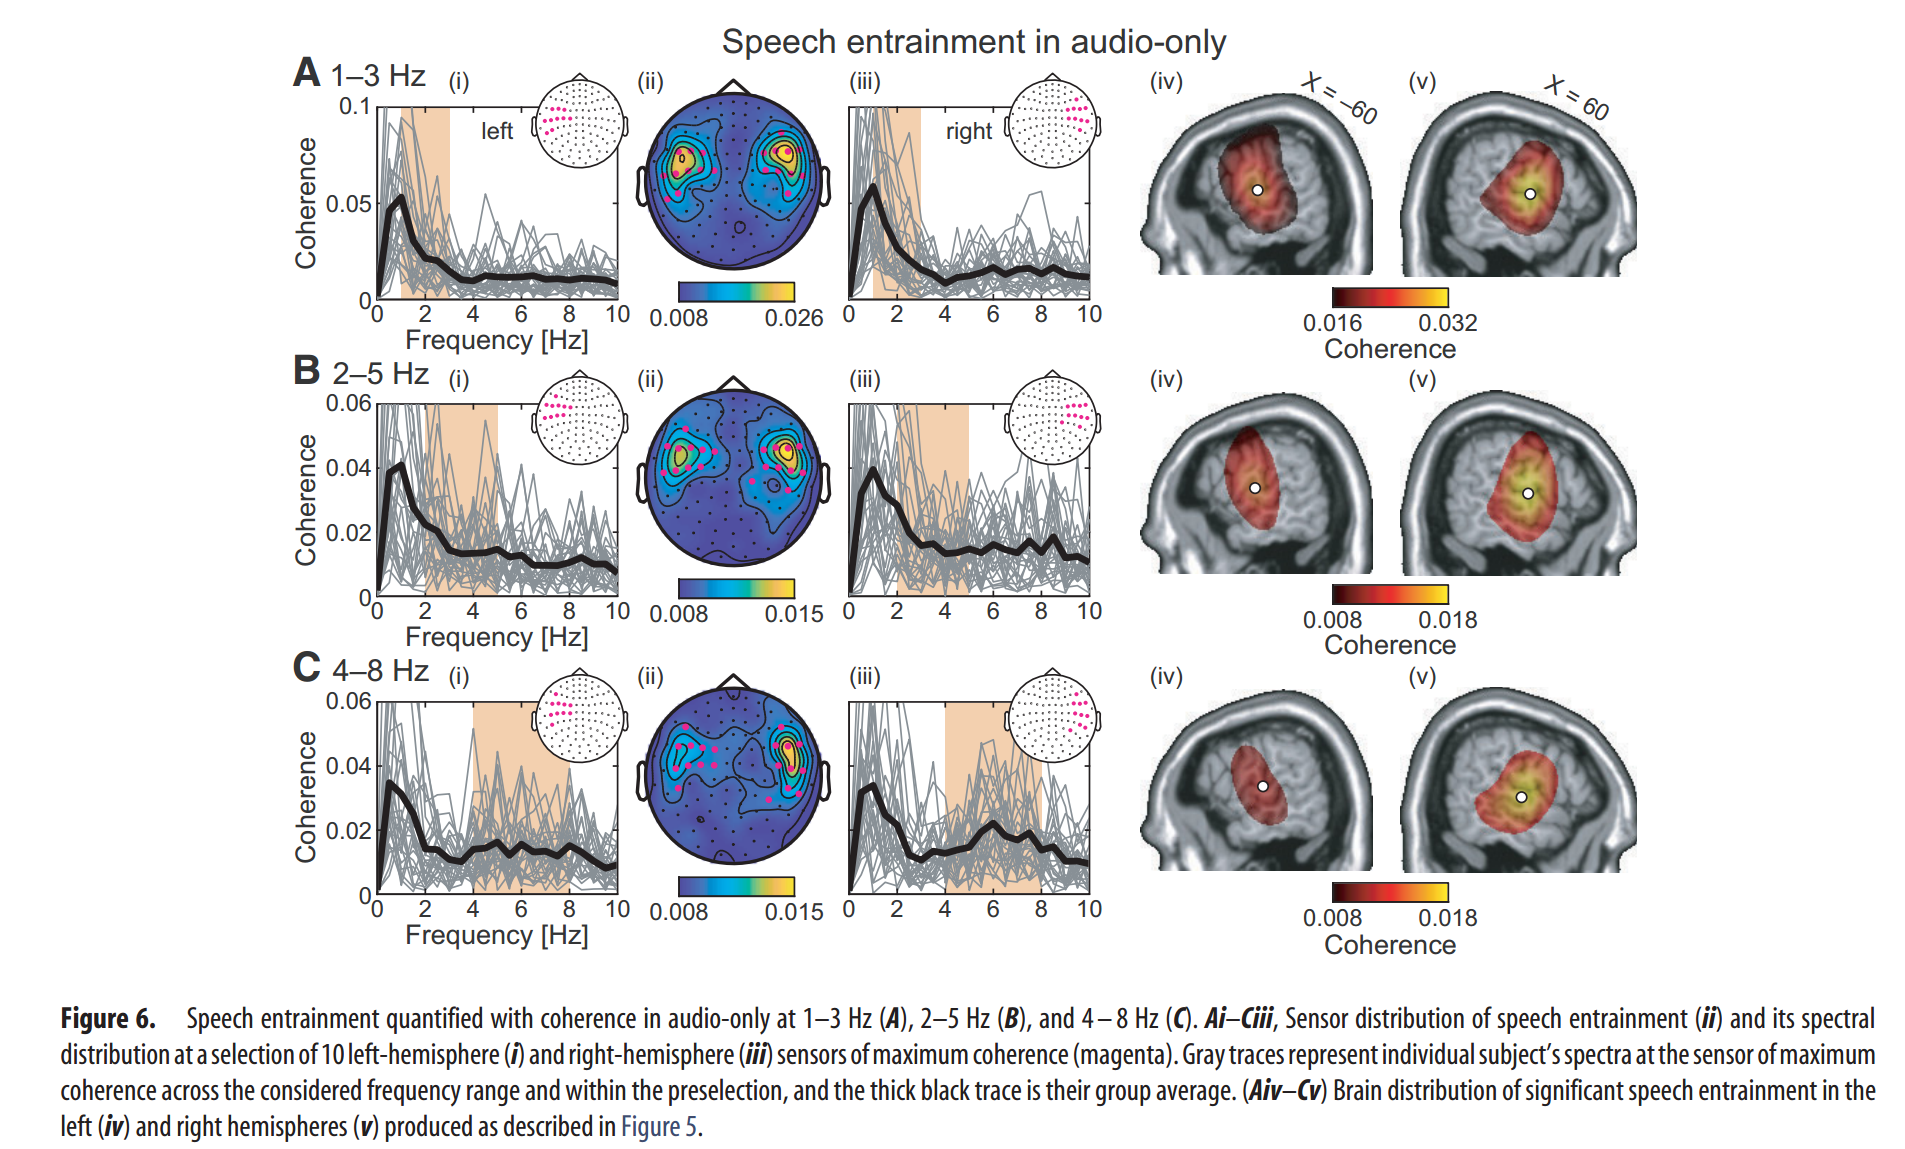 Speech entrainment in audio-only
A 1–3 Hz (i) (ii) (iii) (iv) (v)
X = –60
X = 60
left
right
Coherence
0.1
0.05
0
0 2 4 6 8 10
Frequency [Hz]
0.008 0.026
0 2 4 6 8 10
0.016 0.032
Coherence
B 2–5 Hz (i) (ii) (iii) (iv) (v)
Coherence
0.06
0.04
0.02
0
0 2 4 6 8 10
Frequency [Hz]
0.008 0.015
0 2 4 6 8 10
0.008 0.018
Coherence
C 4–8 Hz (i) (ii) (iii) (iv) (v)
Coherence
0.06
0.04
0.02
0
0 2 4 6 8 10
Frequency [Hz]
0.008 0.015
0 2 4 6 8 10
0.008 0.018
Coherence
Figure 6. Speech entrainment quantified with coherence in audio-only at 1–3 Hz (A), 2–5 Hz (B), and 4–8 Hz (C). Ai–Ciii, Sensor distribution of speech entrainment (ii) and its spectral
distribution at a selection of 10 left-hemisphere (i) and right-hemisphere (iii) sensors of maximum coherence (magenta). Gray traces represent individual subject's spectra at the sensor of maximum
coherence across the considered frequency range and within the preselection, and the thick black trace is their group average. (Aiv–Cv) Brain distribution of significant speech entrainment in the
left (iv) and right hemispheres (v) produced as described in Figure 5.